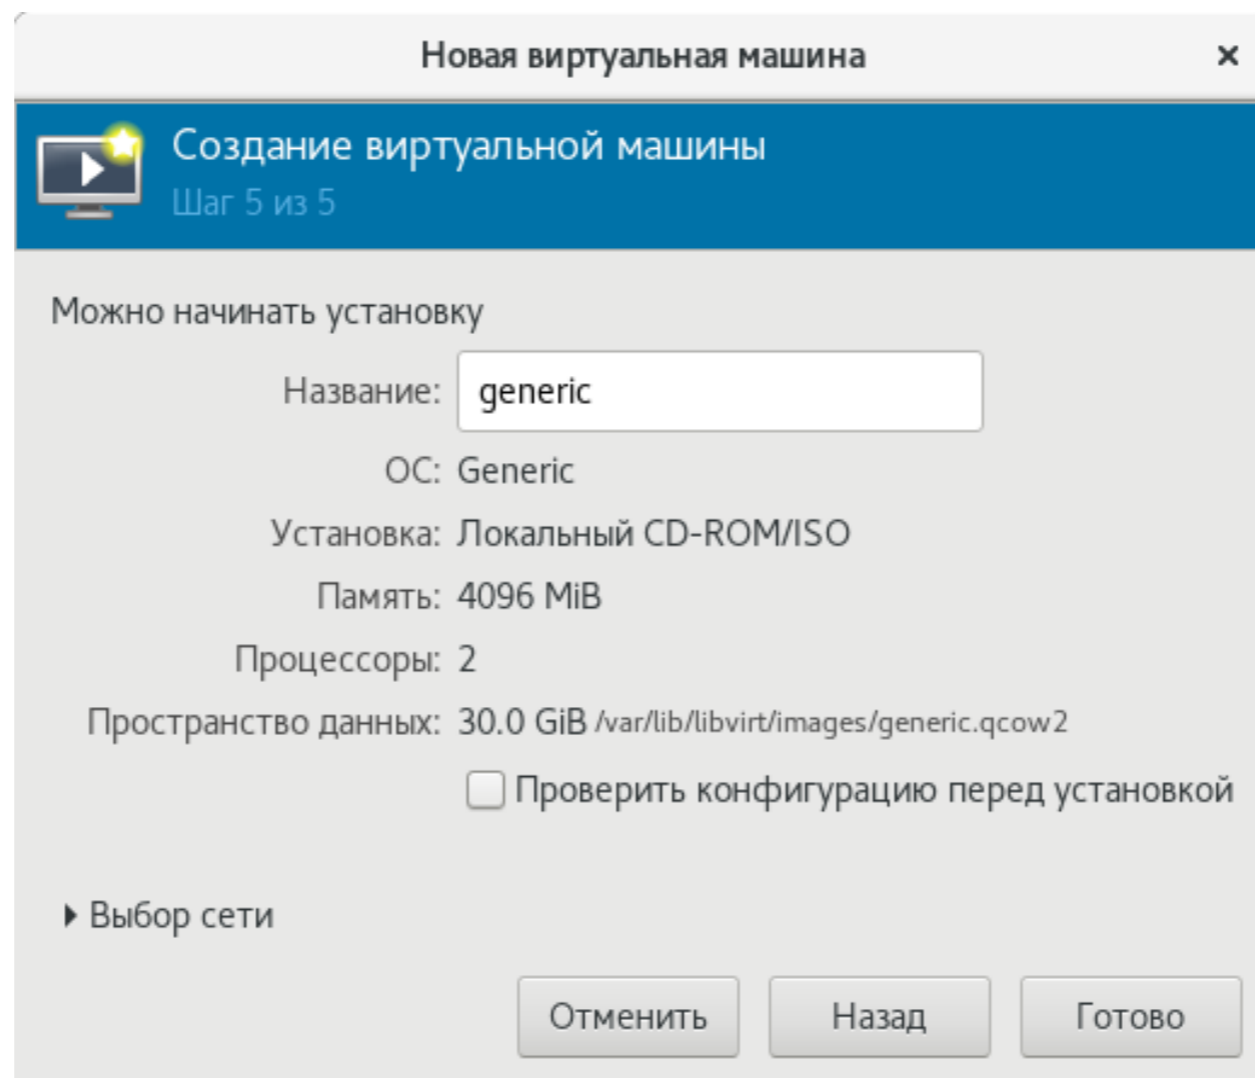 Новая виртуальная машина
Создание виртуальной машины
Шаг 5 из 5
Можно начинать установку
Название: generic
ОС: Generic
Установка: Локальный CD-ROM/ISO
Память: 4096 MiB
Процессоры: 2
Пространство данных: 30.0 GiB /var/lib/libvirt/images/generic.qcow2
Проверить конфигурацию перед установкой
Выбор сети
Отменить Назад Готово